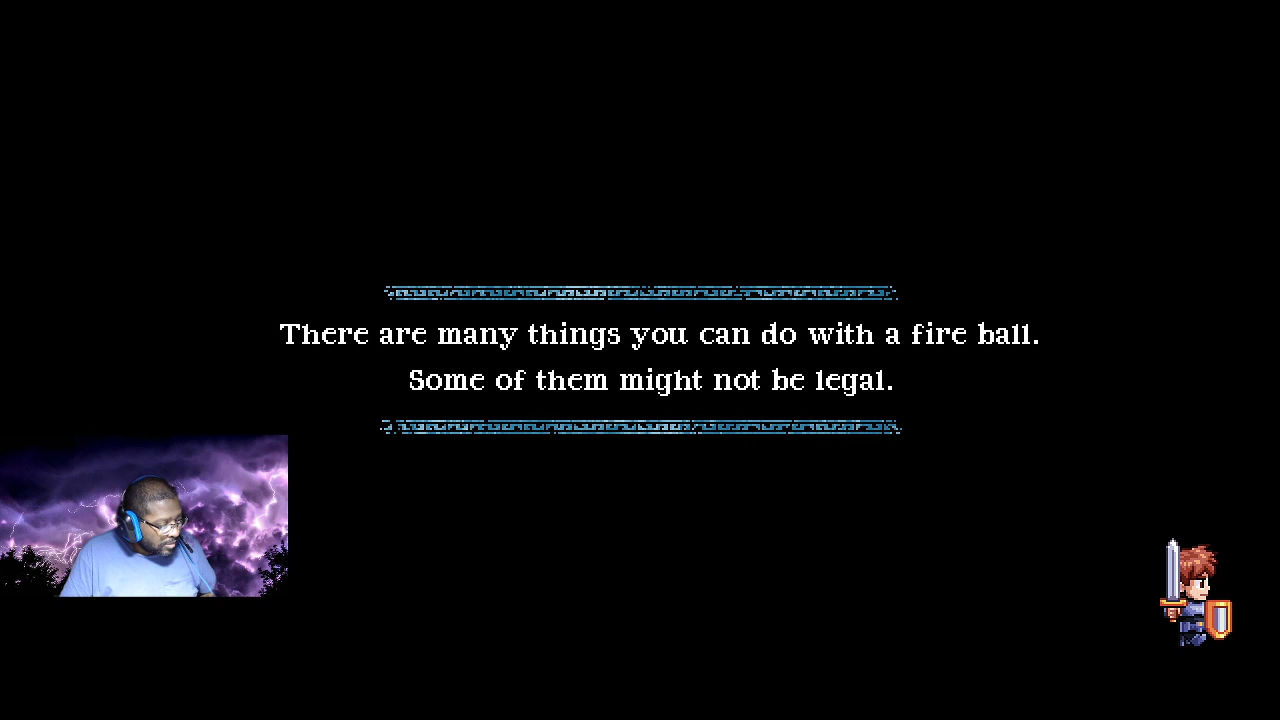 There are many things you can do with a fire ball.
Some of them might not be legal.